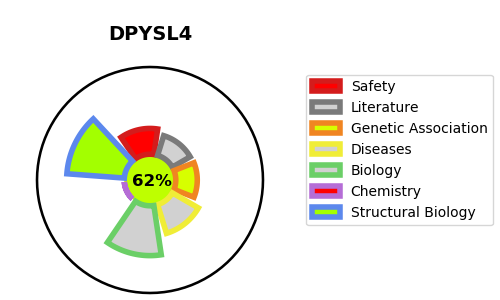 DPYSL4
62%
Safety
Literature
Genetic Association
Diseases
Biology
Chemistry
Structural Biology